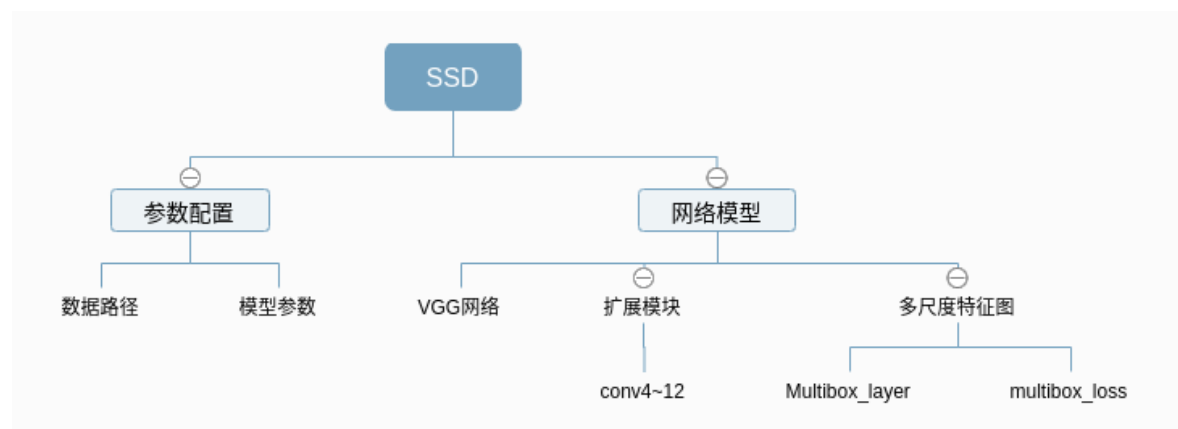 SSD
参数配置
网络模型
数据路径
模型参数
VGG网络
扩展模块
多尺度特征图
conv4~12
Multibox_layer
multibox_loss